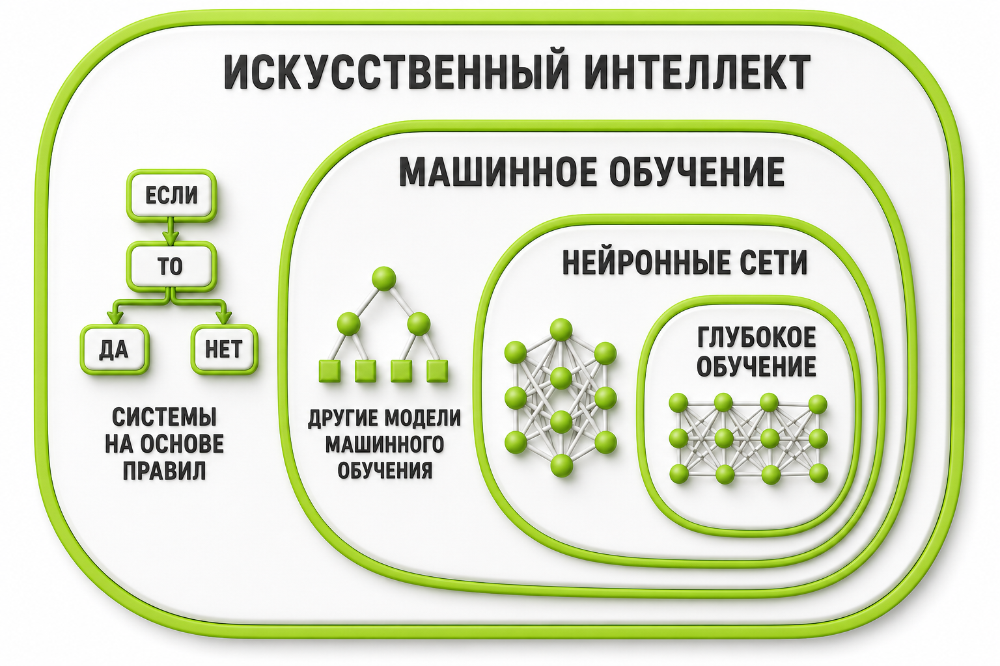 ИСКУССТВЕННЫЙ ИНТЕЛЛЕКТ
МАШИННОЕ ОБУЧЕНИЕ
НЕЙРОННЫЕ СЕТИ
ГЛУБОКОЕ
ОБУЧЕНИЕ
ЕСЛИ
ТО
ДА
НЕТ
СИСТЕМЫ
НА ОСНОВЕ
ПРАВИЛ
ДРУГИЕ МОДЕЛИ
МАШИННОГО
ОБУЧЕНИЯ